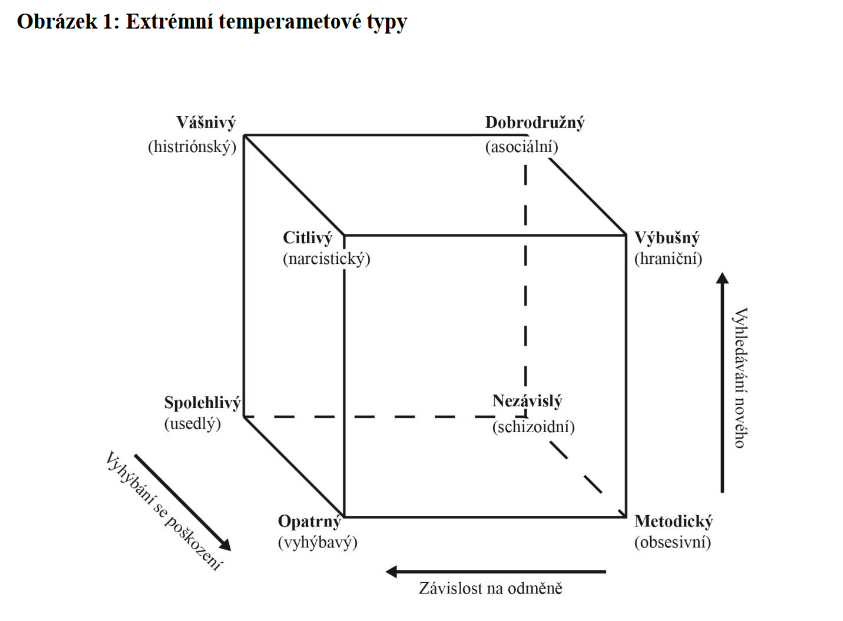 Obrázek 1: Extrémní temperametové typy
Vášnivý
(histriónský)
Dobrodružný
(asociální)
Citlivý
(narcistický)
Výbušný
(hraniční)
Vyhledávání nového
Spolehlivý
(usedlý)
Nezávislý
(schizoidní)
Vyhýbání se poškození
Opatrný
(vyhýbavý)
Metodický
(obsesivní)
Závislost na odměně